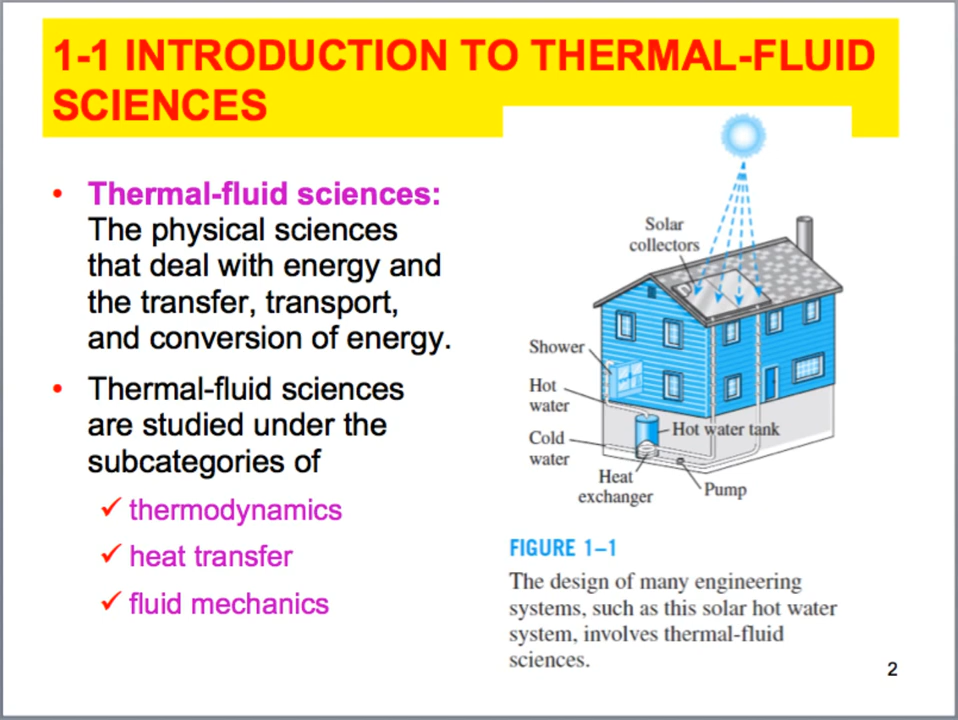 1-1 INTRODUCTION TO THERMAL-FLUID
SCIENCES
• Thermal-fluid sciences:
The physical sciences
that deal with energy and
the transfer, transport,
and conversion of energy.
• Thermal-fluid sciences
are studied under the
subcategories of
✓ thermodynamics
✓ heat transfer
✓ fluid mechanics
Solar
collectors
Shower
Hot
water
Hot water tank
Cold
water
Heat
exchanger
Pump
FIGURE 1–1
The design of many engineering
systems, such as this solar hot water
system, involves thermal-fluid
sciences.
2